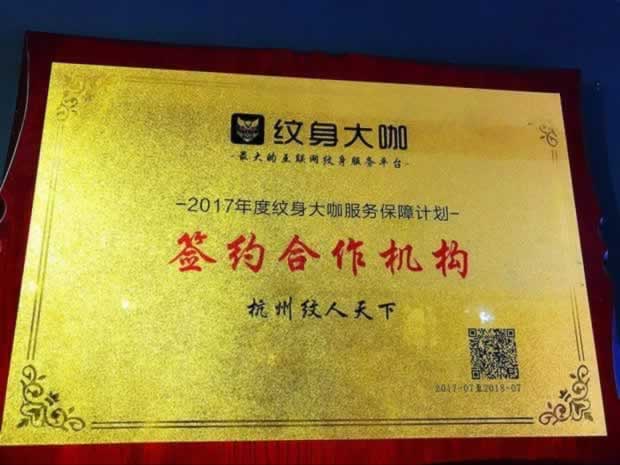 纹身大咖
-最大的互联网纹身服务平台-
-2017年度纹身大咖服务保障计划-
签约合作机构
杭州纹人天下
2017-07至2018-07